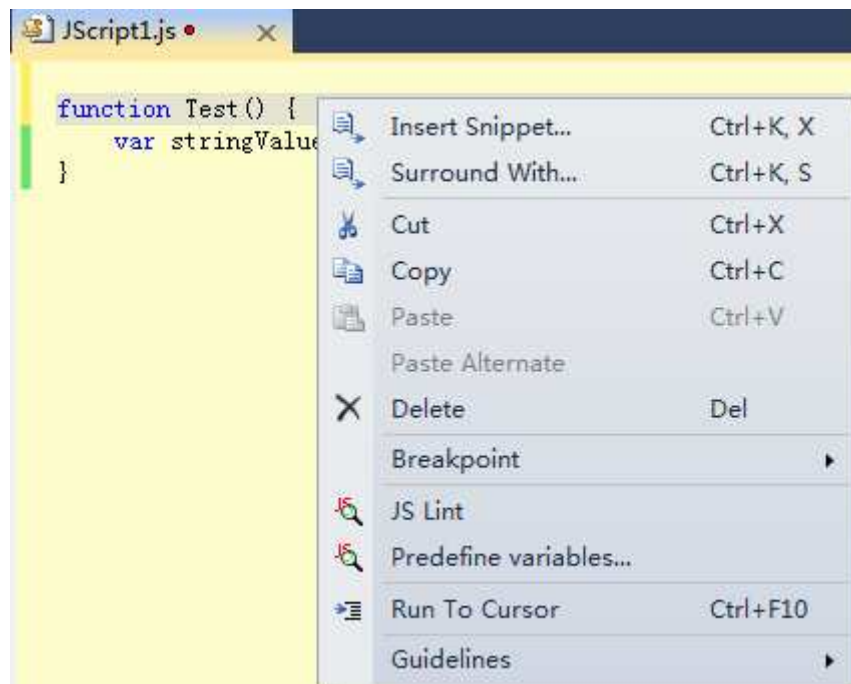 JScript1.js
function Test() {
var stringValue
}
Insert Snippet... Ctrl+K, X
Surround With... Ctrl+K, S
Cut Ctrl+X
Copy Ctrl+C
Paste Ctrl+V
Paste Alternate
Delete Del
Breakpoint
JS Lint
Predefine variables...
Run To Cursor Ctrl+F10
Guidelines